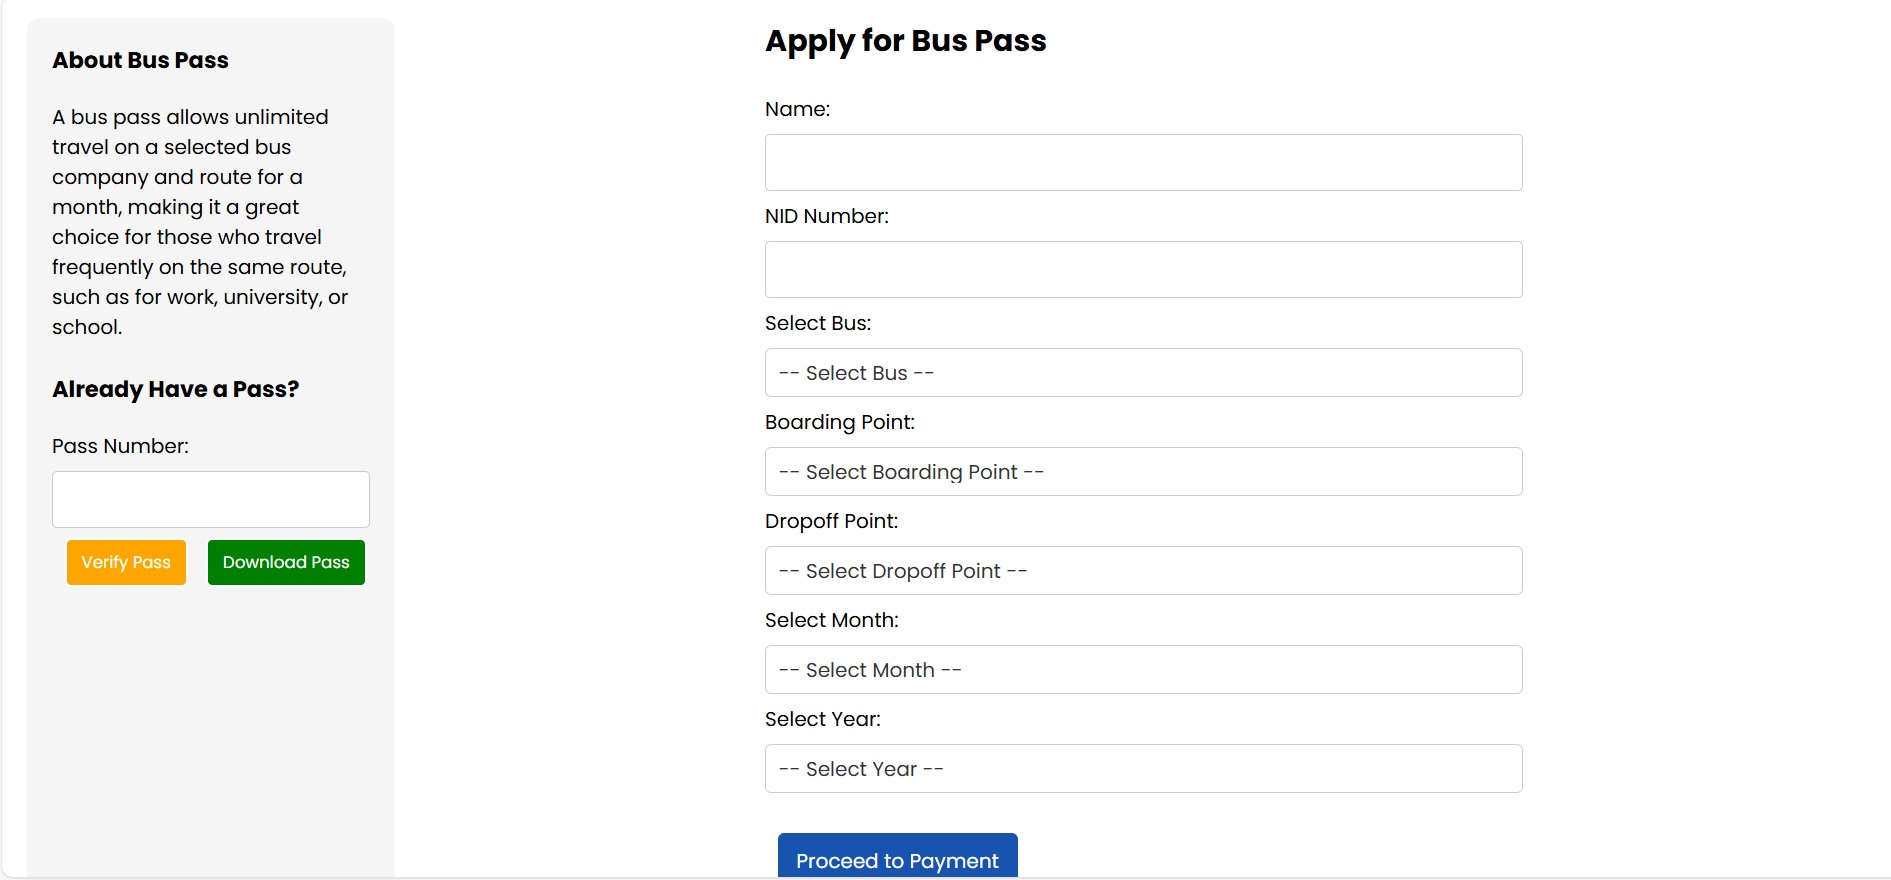 About Bus Pass
A bus pass allows unlimited
travel on a selected bus
company and route for a
month, making it a great
choice for those who travel
frequently on the same route,
such as for work, university, or
school.
Already Have a Pass?
Pass Number:
Verify Pass
Download Pass
Apply for Bus Pass
Name:
NID Number:
Select Bus:
-- Select Bus --
Boarding Point:
-- Select Boarding Point --
Dropoff Point:
-- Select Dropoff Point --
Select Month:
-- Select Month --
Select Year:
-- Select Year --
Proceed to Payment